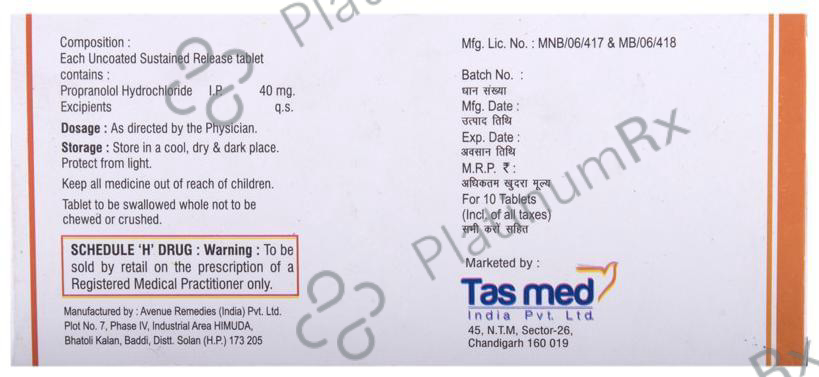 Composition :
Each Uncoated Sustained Release tablet
contains :
Propranolol Hydrochloride I.P. 40 mg.
Excipients q.s.
Dosage : As directed by the Physician.
Storage : Store in a cool, dry & dark place.
Protect from light.
Keep all medicine out of reach of children.
Tablet to be swallowed whole not to be
chewed or crushed.
SCHEDULE 'H' DRUG : Warning : To be
sold by retail on the prescription of a
Registered Medical Practitioner only.
Manufactured by : Avenue Remedies (India) Pvt. Ltd.
Plot No. 7, Phase IV, Industrial Area HIMUDA,
Bhatoli Kalan, Baddi, Distt. Solan (H.P.) 173 205
Mfg. Lic. No. : MNB/06/417 & MB/06/418
Batch No. :
घान संख्या
Mfg. Date :
उत्पाद तिथि
Exp. Date :
अवसान तिथि
M.R.P. ₹ :
अधिकतम खुदरा मूल्य
For 10 Tablets
(Incl. of all taxes)
सभी करों सहित
Marketed by :
Tas med
India Pvt. Ltd.
45, N.T.M, Sector-26,
Chandigarh 160 019
PlatinumRx